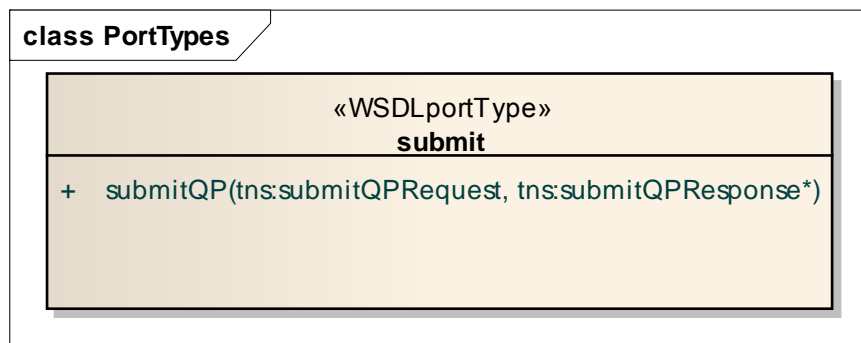 class PortTypes
«WSDLportType»
submit
+ submitQP(tns:submitQPRequest, tns:submitQPResponse*)